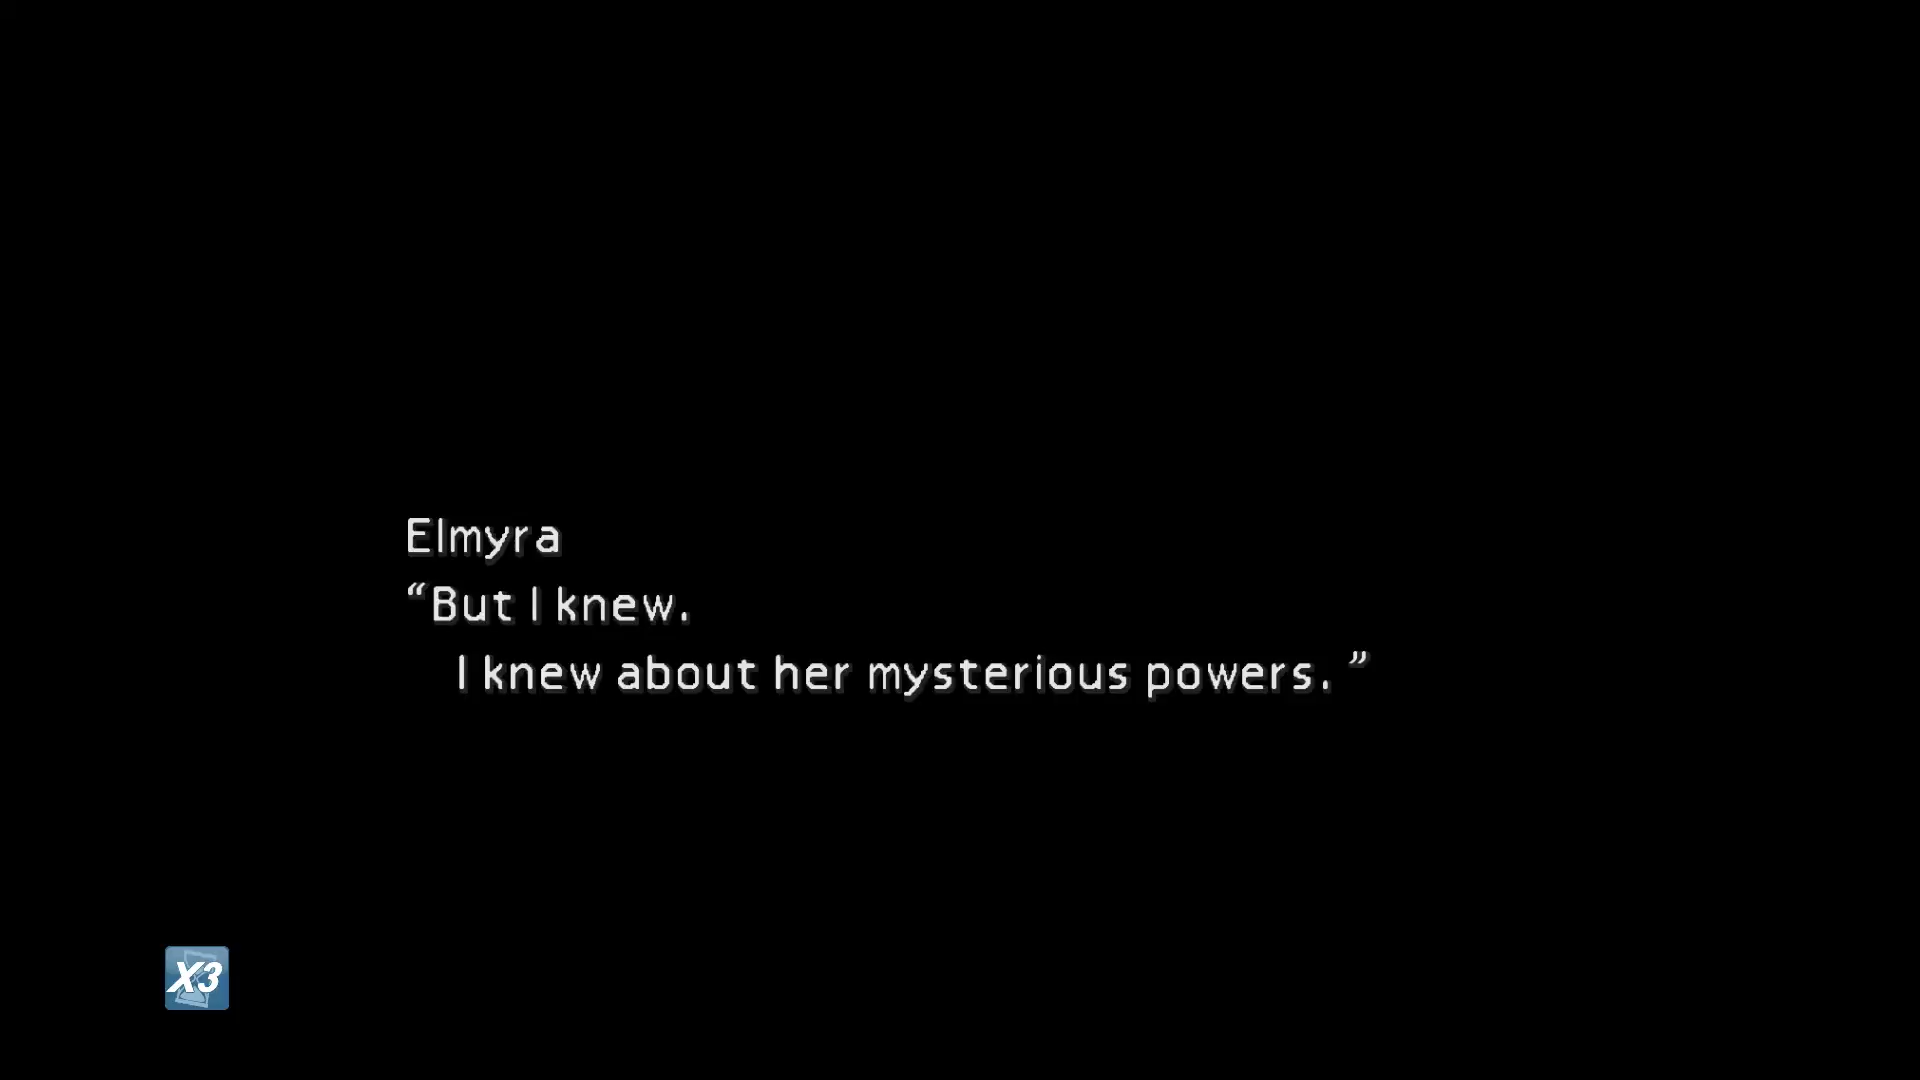 Elmyra
“But I knew.
I knew about her mysterious powers. ”
X3